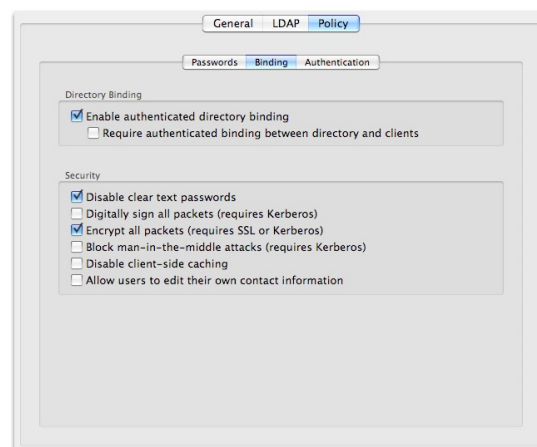 General LDAP Policy
Passwords Binding Authentication
Directory Binding
Enable authenticated directory binding
Require authenticated binding between directory and clients
Security
Disable clear text passwords
Digitally sign all packets (requires Kerberos)
Encrypt all packets (requires SSL or Kerberos)
Block man-in-the-middle attacks (requires Kerberos)
Disable client-side caching
Allow users to edit their own contact information